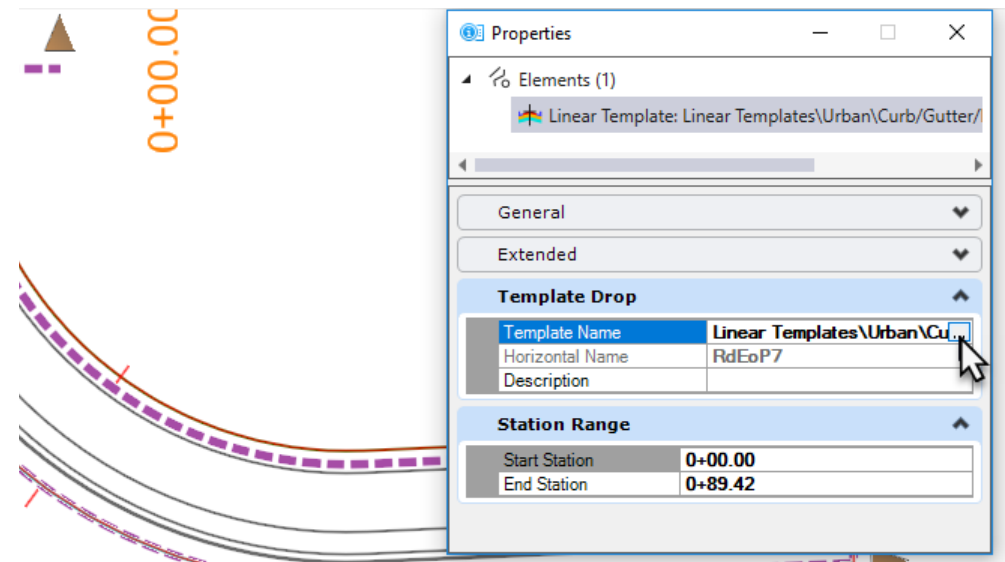 0+00.00
Properties
Elements (1)
Linear Template: Linear Templates\Urban\Curb/Gutter/
General
Extended
Template Drop
Template Name Linear Templates\Urban\Cu...
Horizontal Name RdEoP7
Description
Station Range
Start Station 0+00.00
End Station 0+89.42